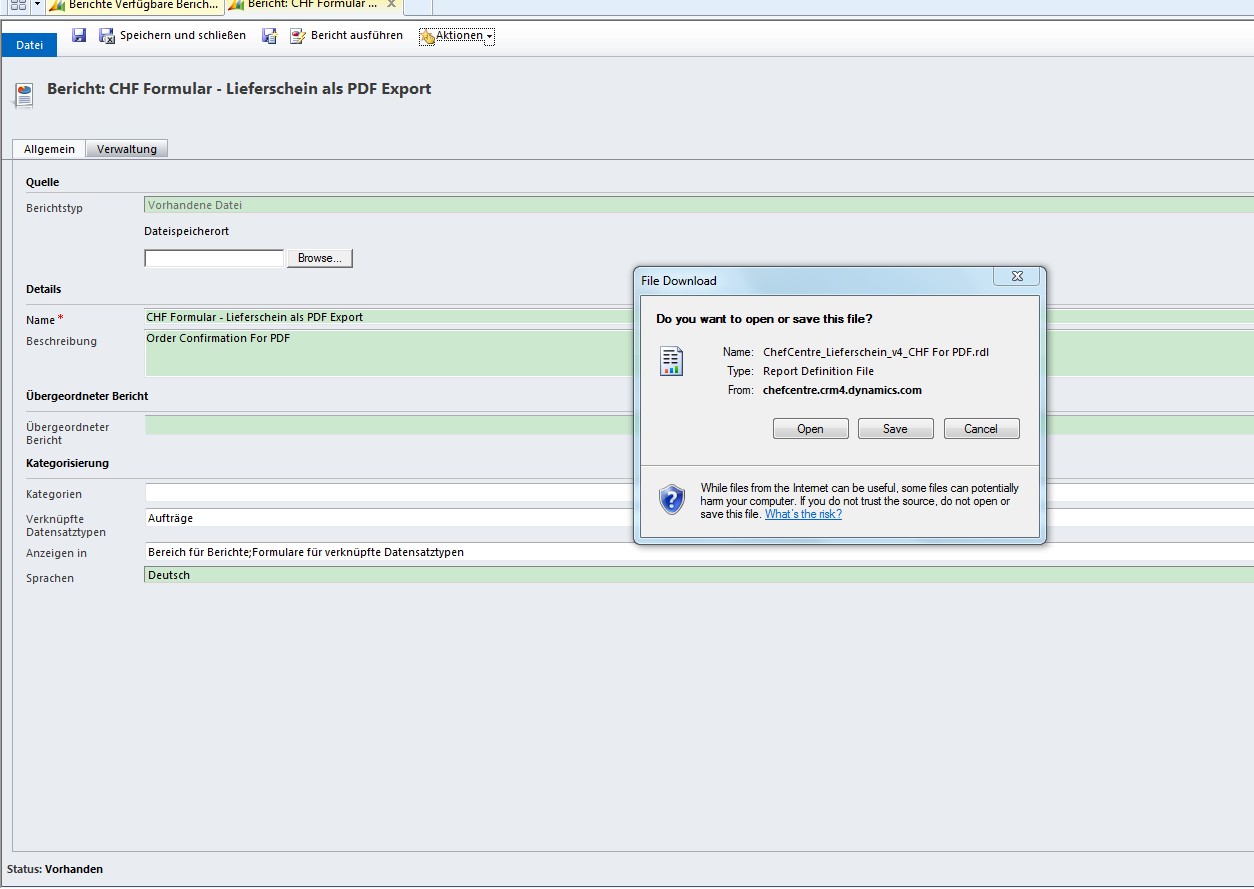 Berichte Verfügbare Berich...
Bericht: CHF Formular ...
Datei
Speichern und schließen
Bericht ausführen
Aktionen
Bericht: CHF Formular - Lieferschein als PDF Export
Allgemein
Verwaltung
Quelle
Berichtstyp
Vorhandene Datei
Dateispeicherort
Browse...
Details
Name *
CHF Formular - Lieferschein als PDF Export
Beschreibung
Order Confirmation For PDF
Übergeordneter Bericht
Übergeordneter
Bericht
Kategorisierung
Kategorien
Verknüpfte
Datensatztypen
Aufträge
Anzeigen in
Bereich für Berichte;Formulare für verknüpfte Datensatztypen
Sprachen
Deutsch
File Download
Do you want to open or save this file?
Name: ChefCentre_Lieferschein_v4_CHF For PDF.rdl
Type: Report Definition File
From: chefcentre.crm4.dynamics.com
Open
Save
Cancel
While files from the Internet can be useful, some files can potentially
harm your computer. If you do not trust the source, do not open or
save this file. What's the risk?
Status: Vorhanden